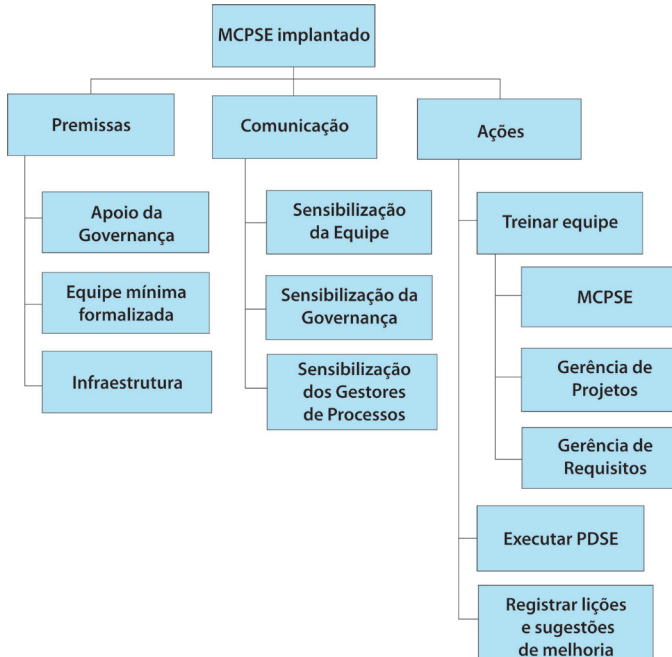 MCPSE implantado
Premissas
Comunicação
Ações
Apoio da
Governança
Equipe mínima
formalizada
Infraestrutura
Sensibilização
da Equipe
Sensibilização da
Governança
Sensibilização
dos Gestores
de Processos
Treinar equipe
MCPSE
Gerência de
Projetos
Gerência de
Requisitos
Executar PDSE
Registrar lições
e sugestões
de melhoria